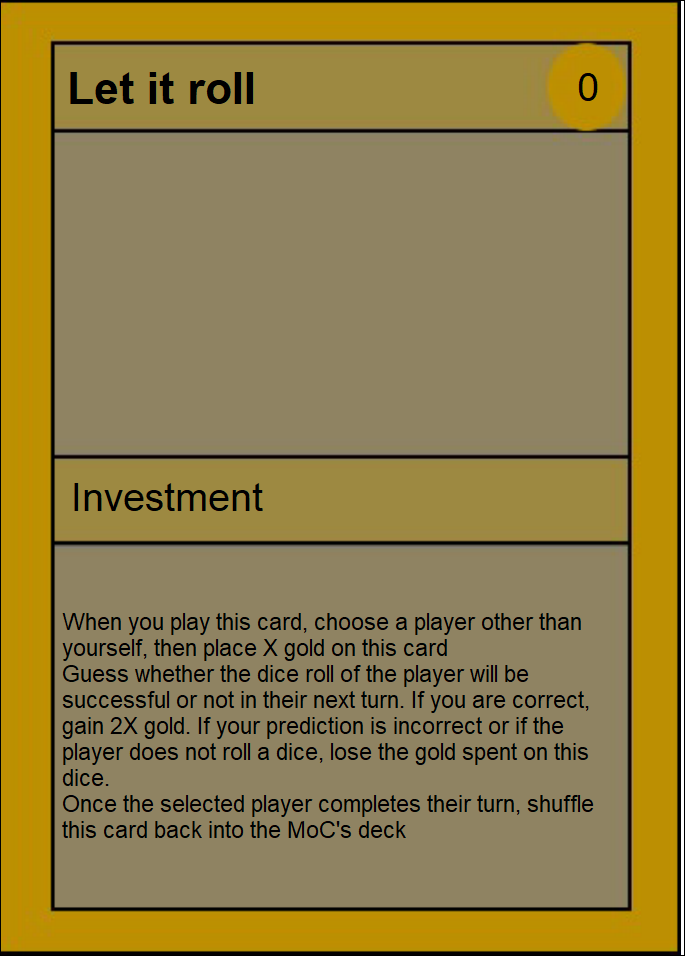 Let it roll
0
Investment
When you play this card, choose a player other than
yourself, then place X gold on this card
Guess whether the dice roll of the player will be
successful or not in their next turn. If you are correct,
gain 2X gold. If your prediction is incorrect or if the
player does not roll a dice, lose the gold spent on this
dice.
Once the selected player completes their turn, shuffle
this card back into the MoC's deck